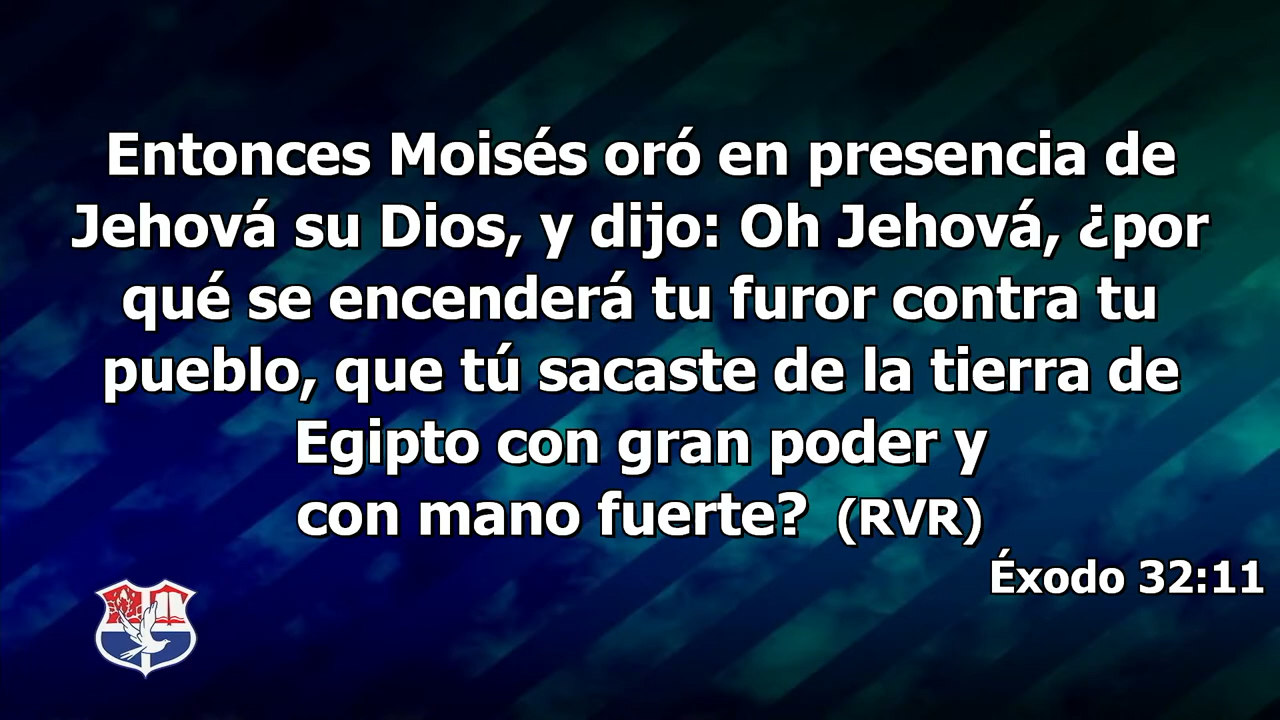 Entonces Moisés oró en presencia de
Jehová su Dios, y dijo: Oh Jehová, ¿por
qué se encenderá tu furor contra tu
pueblo, que tú sacaste de la tierra de
Egipto con gran poder y
con mano fuerte? (RVR)
Éxodo 32:11